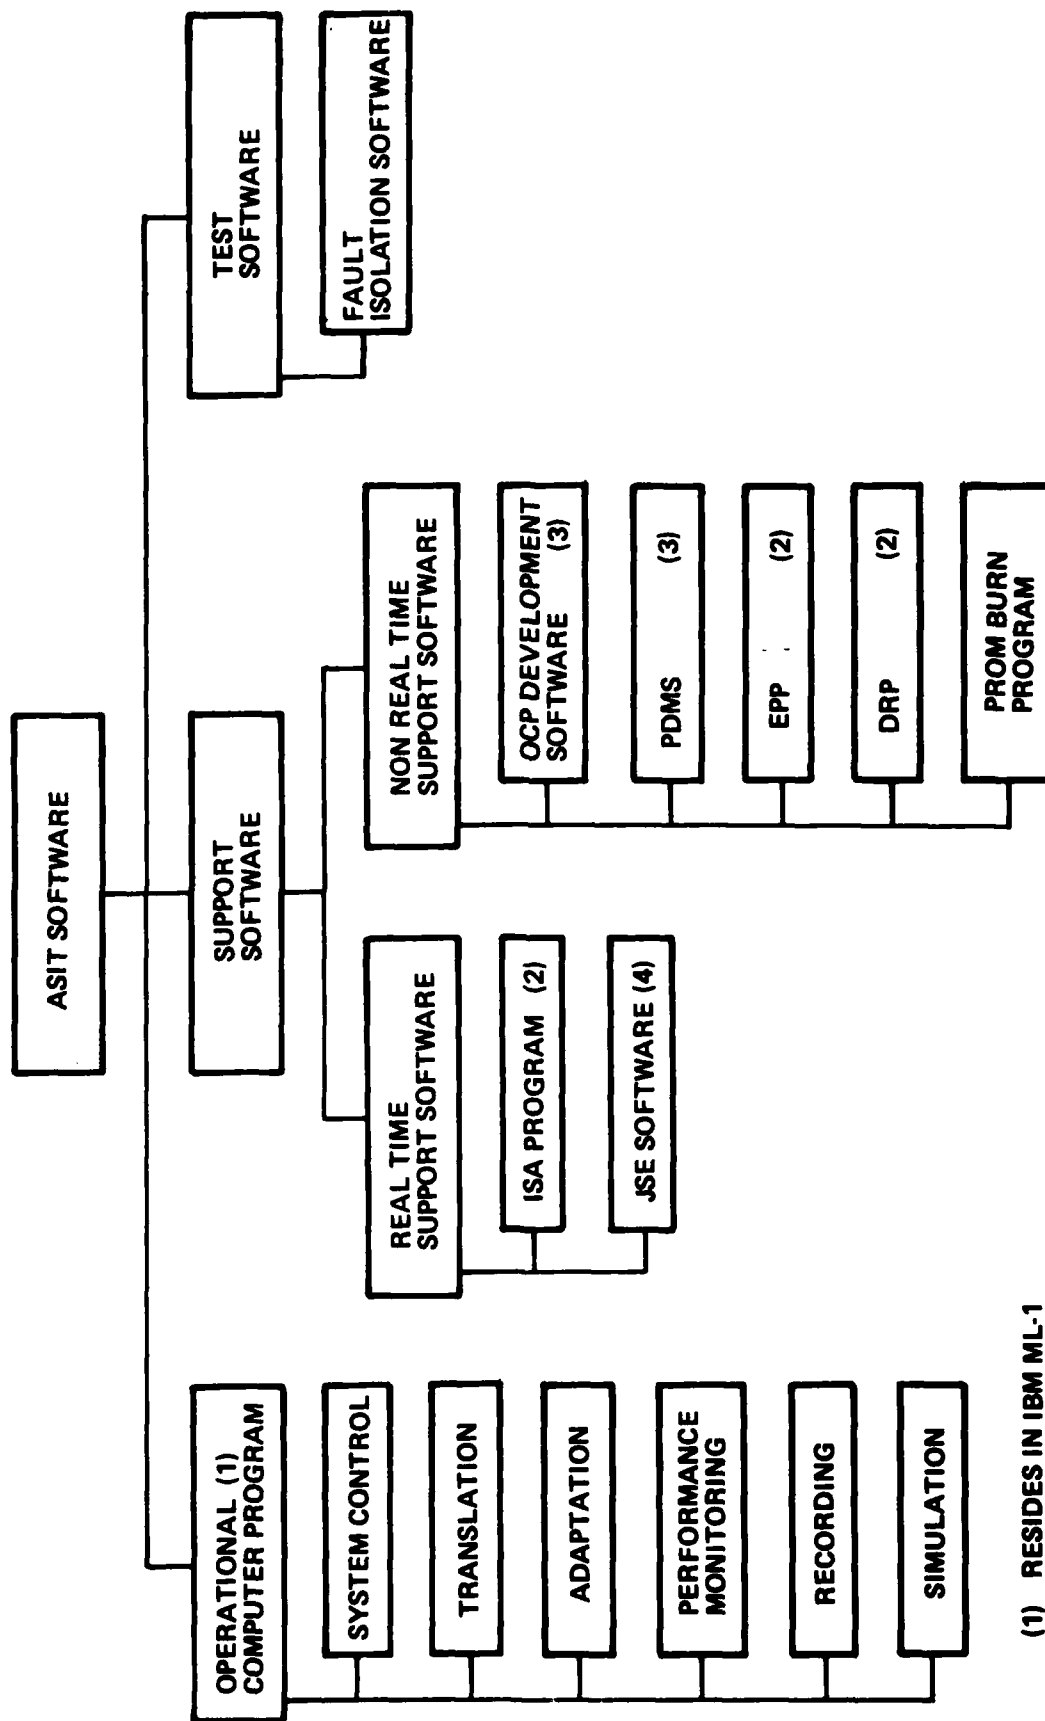 ASIT SOFTWARE
OPERATIONAL (1)
COMPUTER PROGRAM
SYSTEM CONTROL
TRANSLATION
ADAPTATION
PERFORMANCE
MONITORING
RECORDING
SIMULATION
SUPPORT
SOFTWARE
REAL TIME
SUPPORT SOFTWARE
ISA PROGRAM (2)
JSE SOFTWARE (4)
NON REAL TIME
SUPPORT SOFTWARE
OCP DEVELOPMENT
SOFTWARE (3)
PDMS (3)
EPP (2)
DRP (2)
PROM BURN
PROGRAM
TEST
SOFTWARE
FAULT
ISOLATION SOFTWARE
(1) RESIDES IN IBM ML-1